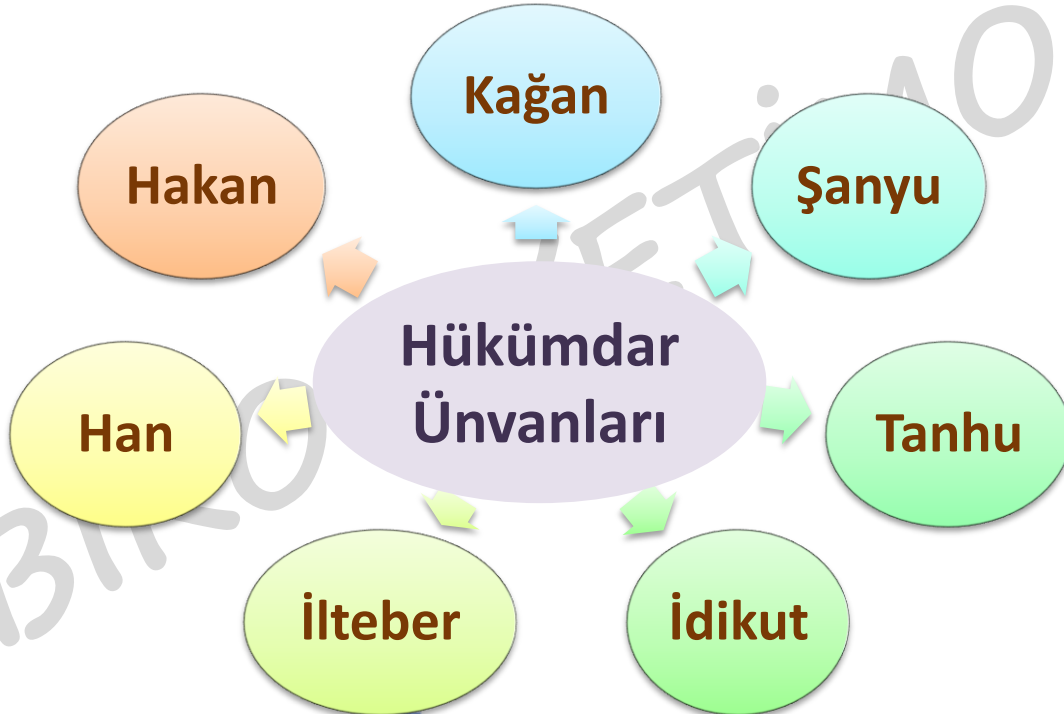 Kağan
Hakan
Şanyu
Hükümdar
Ünvanları
Han
Tanhu
İlteber
İdikut